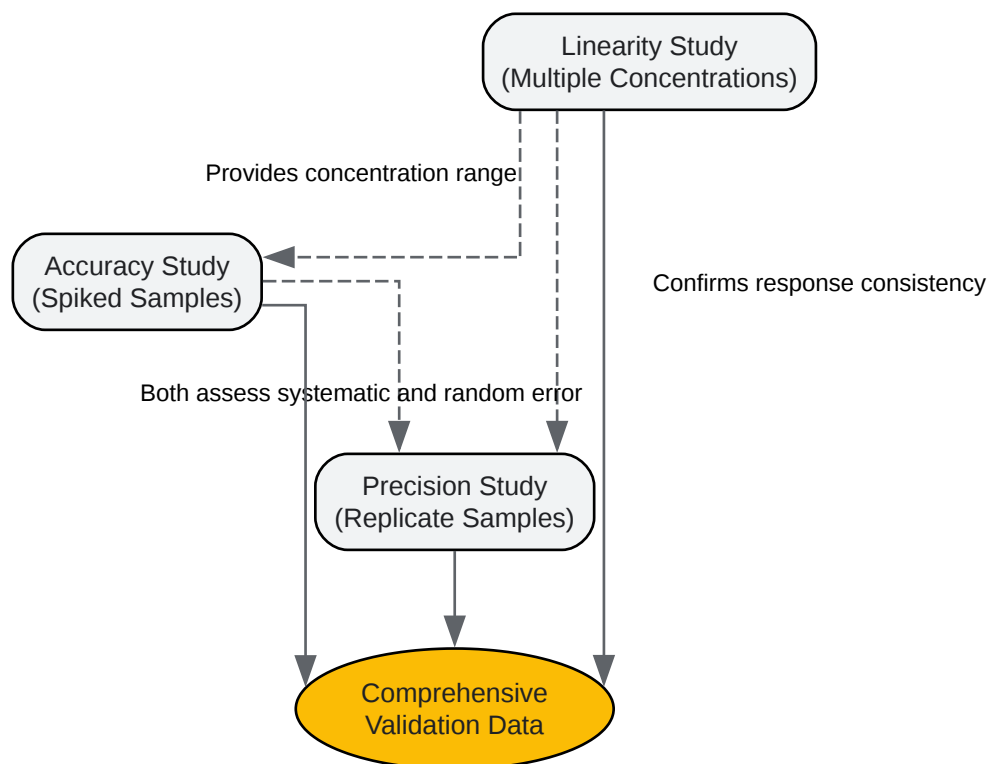 Linearity Study
(Multiple Concentrations)
Provides concentration range
Accuracy Study
(Spiked Samples)
Confirms response consistency
Both assess systematic and random error
Precision Study
(Replicate Samples)
Comprehensive
Validation Data